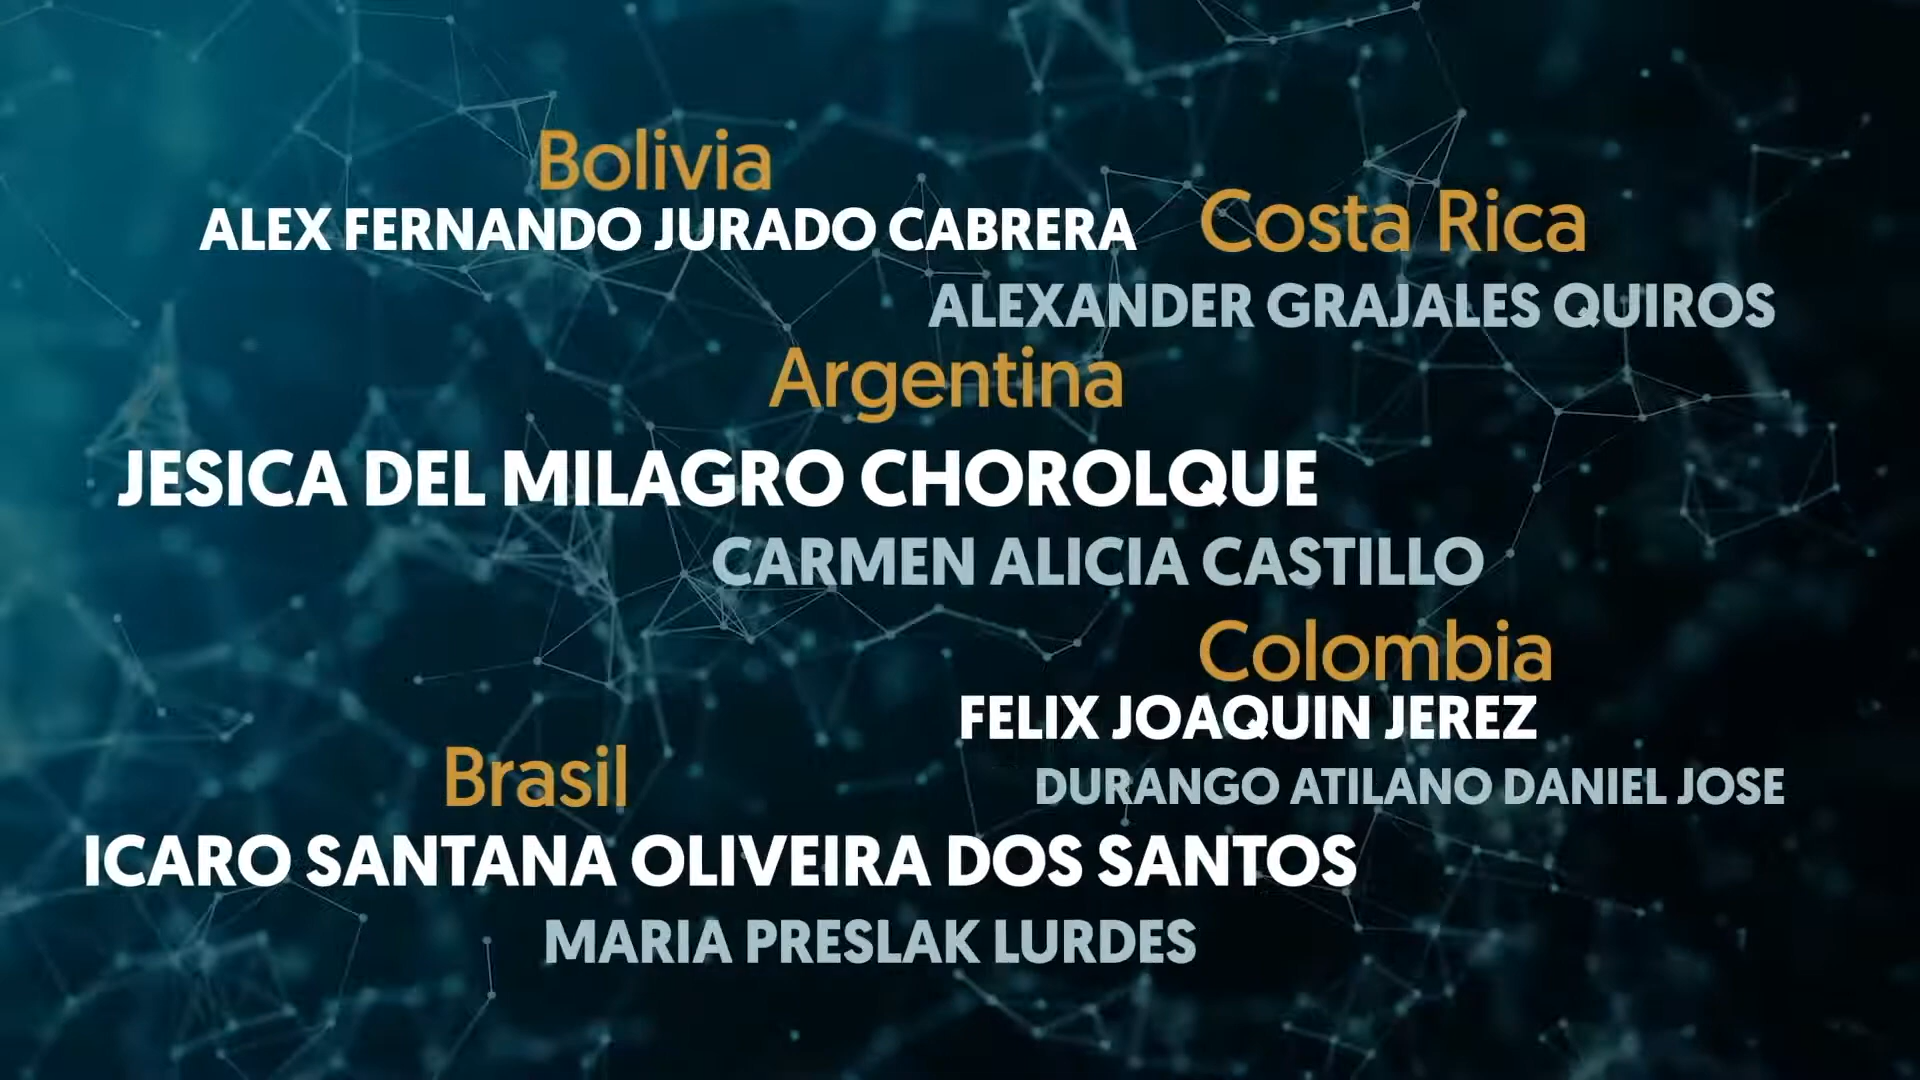 Bolivia
ALEX FERNANDO JURADO CABRERA
Costa Rica
ALEXANDER GRAJALES QUIROS
Argentina
JESICA DEL MILAGRO CHOROLQUE
CARMEN ALICIA CASTILLO
Colombia
FELIX JOAQUIN JEREZ
DURANGO ATILANO DANIEL JOSE
Brasil
ICARO SANTANA OLIVEIRA DOS SANTOS
MARIA PRESLAK LURDES